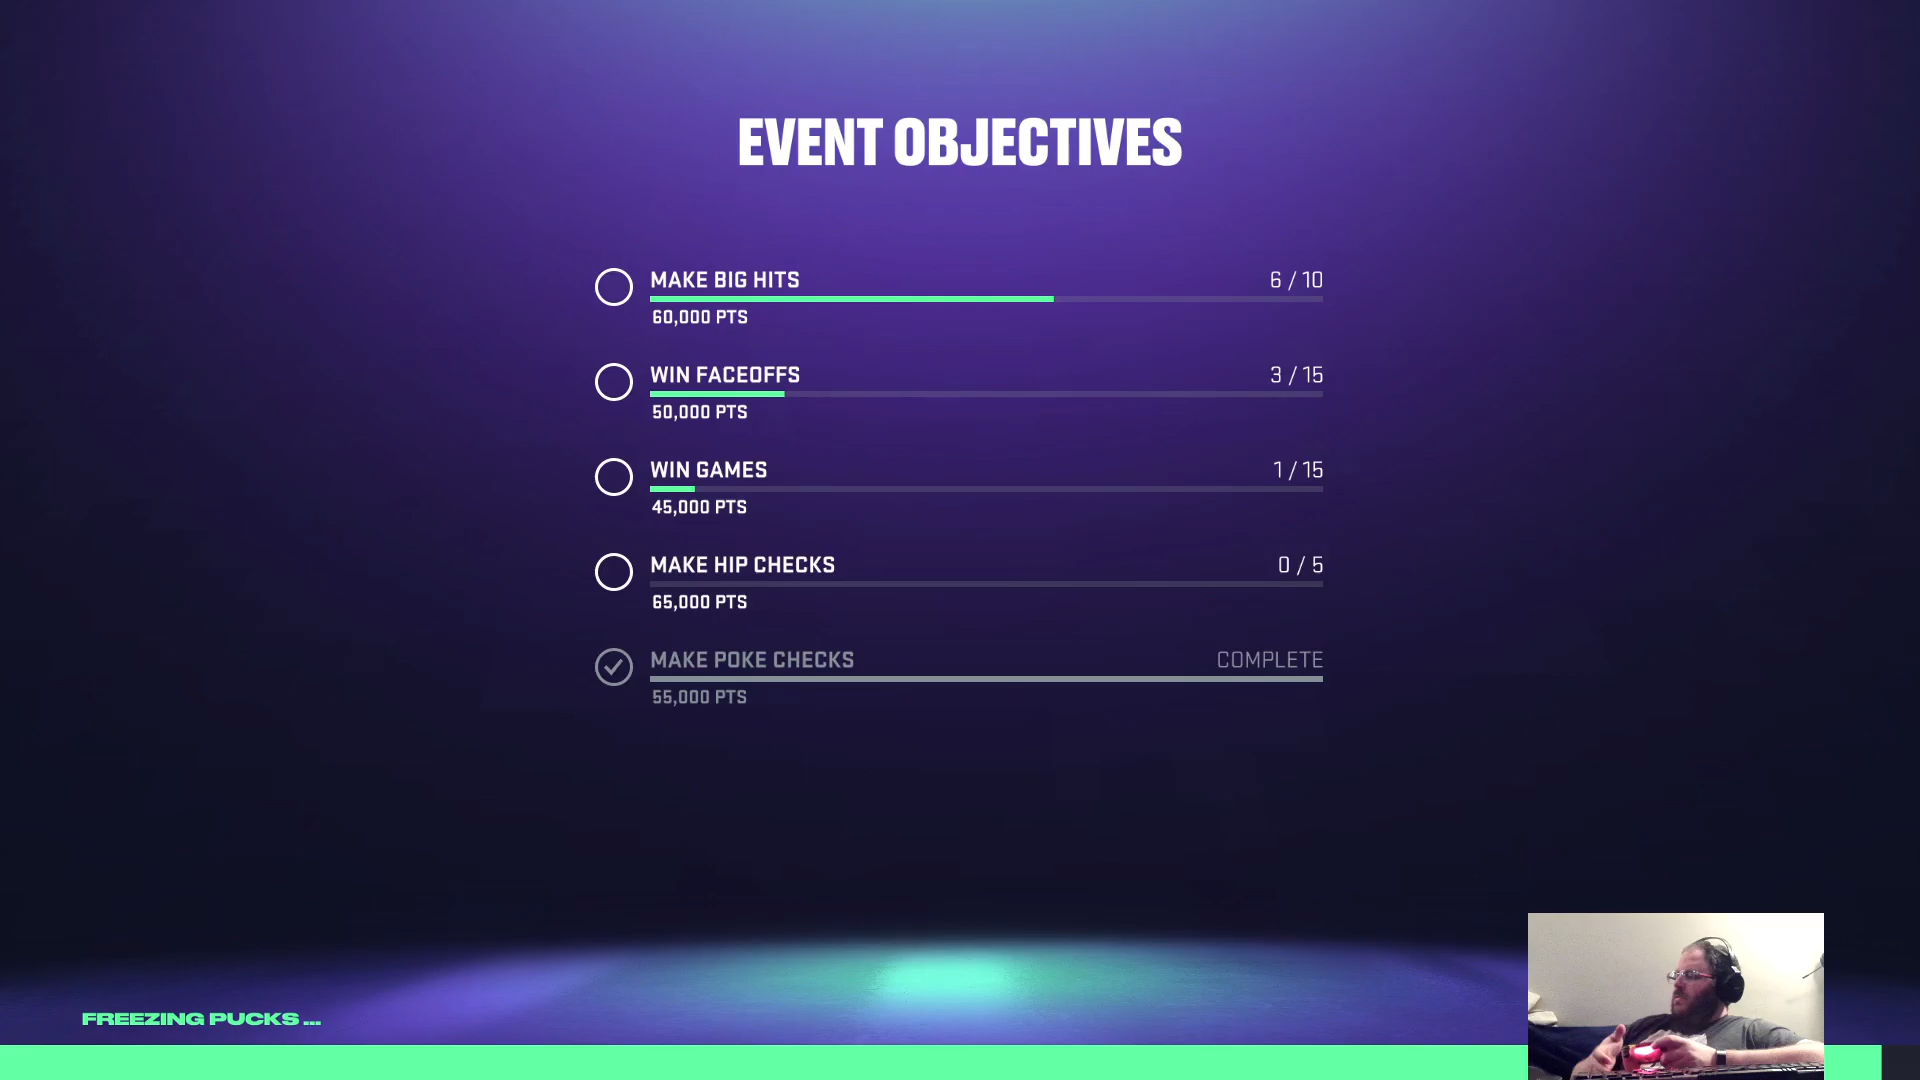 EVENT OBJECTIVES
MAKE BIG HITS 6 / 10
60,000 PTS
WIN FACEOFFS 3 / 15
50,000 PTS
WIN GAMES 1 / 15
45,000 PTS
MAKE HIP CHECKS 0 / 5
65,000 PTS
MAKE POKE CHECKS COMPLETE
55,000 PTS
FREEZING PUCKS ...